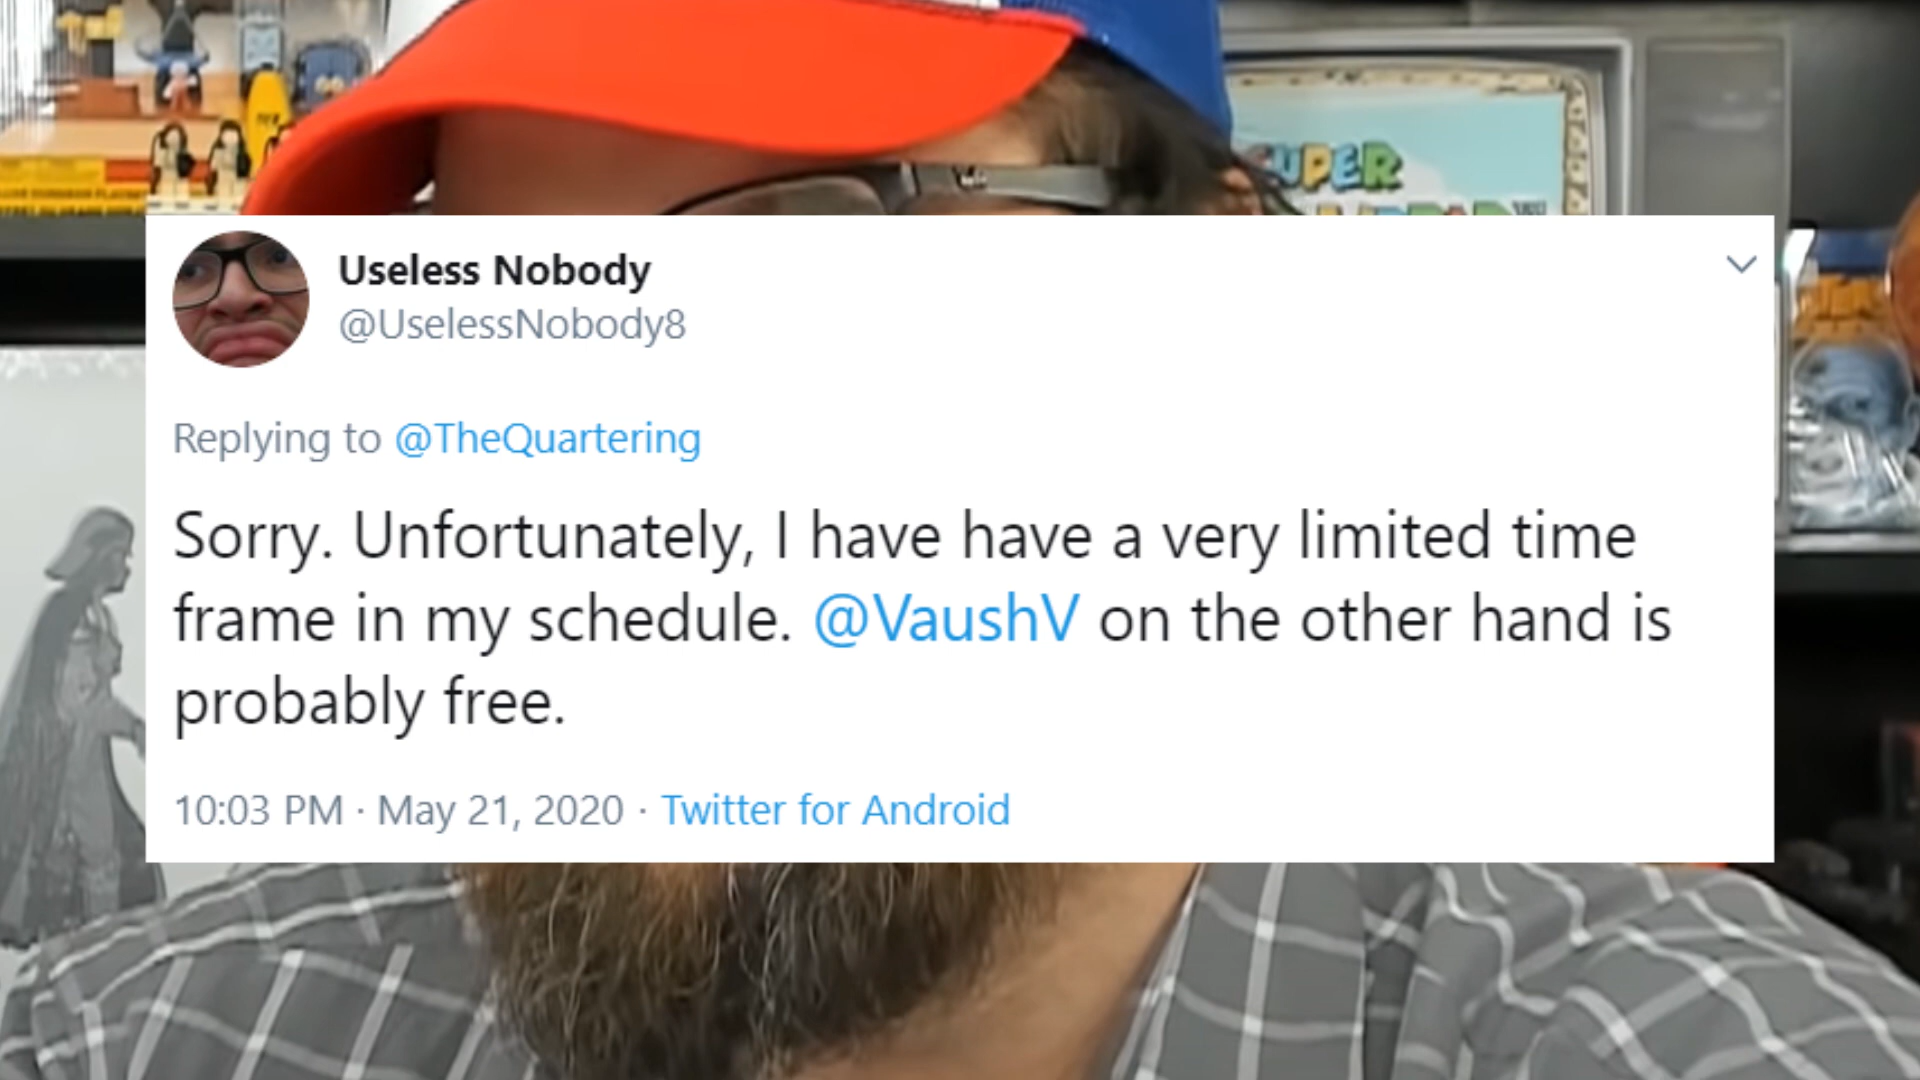 SUPER
Useless Nobody
@UselessNobody8
Replying to @TheQuartering
Sorry. Unfortunately, I have have a very limited time
frame in my schedule. @VaushV on the other hand is
probably free.
10:03 PM · May 21, 2020 · Twitter for Android